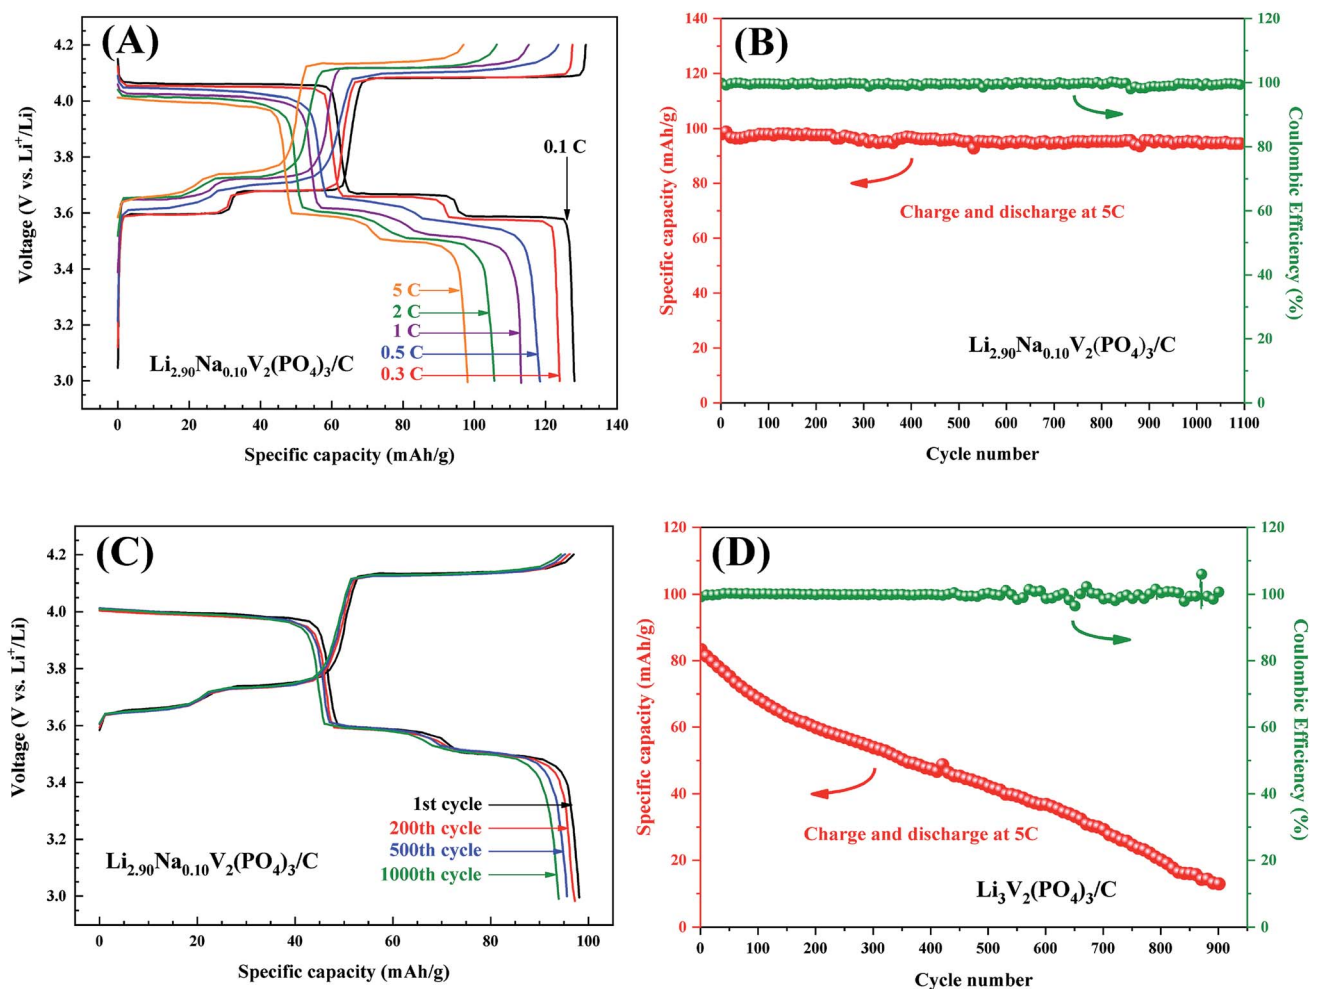 (A)
4.2
4.0
3.8
3.6
3.4
3.2
3.0
Voltage (V vs. Li⁺/Li)
0.1 C
5 C
2 C
1 C
0.5 C
0.3 C
Li₂.₉₀Na₀.₁₀V₂(PO₄)₃/C
0 20 40 60 80 100 120 140
Specific capacity (mAh/g)
(B)
140
120
100
80
60
40
20
0
Specific capacity (mAh/g)
Charge and discharge at 5C
Li₂.₉₀Na₀.₁₀V₂(PO₄)₃/C
120
100
80
60
40
20
0
Coulombic Efficiency (%)
0 100 200 300 400 500 600 700 800 900 1000 1100
Cycle number
(C)
4.2
4.0
3.8
3.6
3.4
3.2
3.0
Voltage (V vs. Li⁺/Li)
1st cycle
200th cycle
500th cycle
1000th cycle
Li₂.₉₀Na₀.₁₀V₂(PO₄)₃/C
0 20 40 60 80 100
Specific capacity (mAh/g)
(D)
120
100
80
60
40
20
0
Specific capacity (mAh/g)
Charge and discharge at 5C
Li₃V₂(PO₄)₃/C
120
100
80
60
40
20
0
Coulombic Efficiency (%)
0 100 200 300 400 500 600 700 800 900
Cycle number